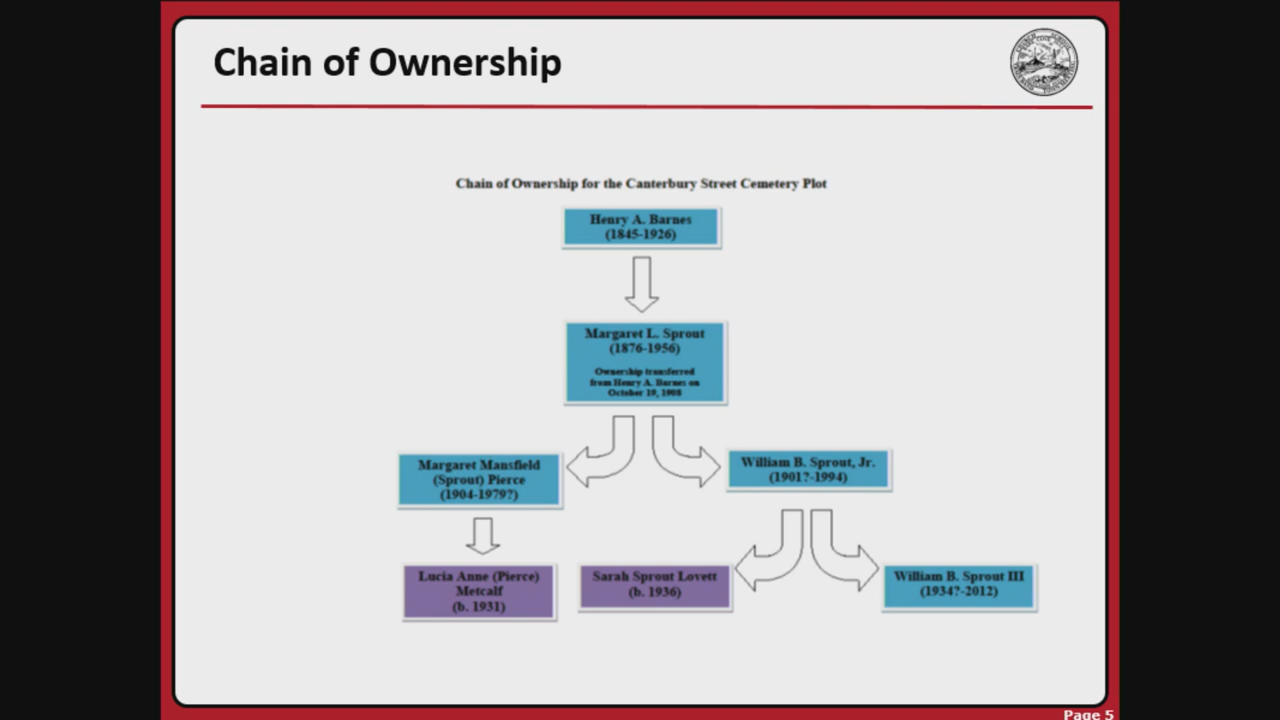 Chain of Ownership
Chain of Ownership for the Canterbury Street Cemetery Plot
Henry A. Barnes
(1845-1926)
Margaret L. Sprout
(1876-1956)
Ownership transferred
from Henry A. Barnes on
October 19, 1908
Margaret Mansfield
(Sprout) Pierce
(1904-1979?)
William B. Sprout, Jr.
(1901?-1994)
Lucia Anne (Pierce)
Metcalf
(b. 1931)
Sarah Sprout Lovett
(b. 1936)
William B. Sprout III
(1934?-2012)
Page 5